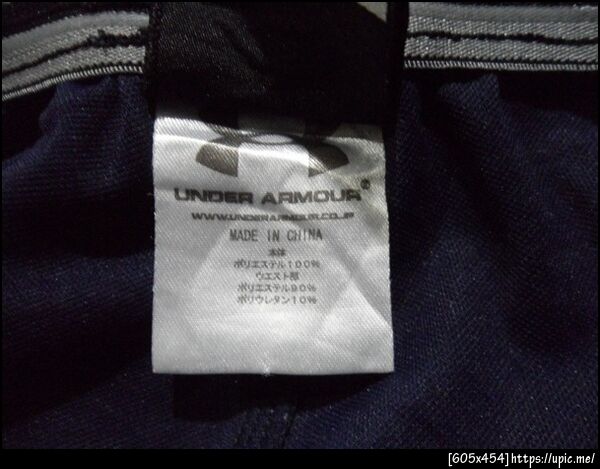 UNDER ARMOUR®
WWW.UNDERARMOUR.CO.JP
MADE IN CHINA
本体
ポリエステル100%
ウエスト部
ポリエステル90%
ポリウレタン10%
[605x454]https://upic.me/